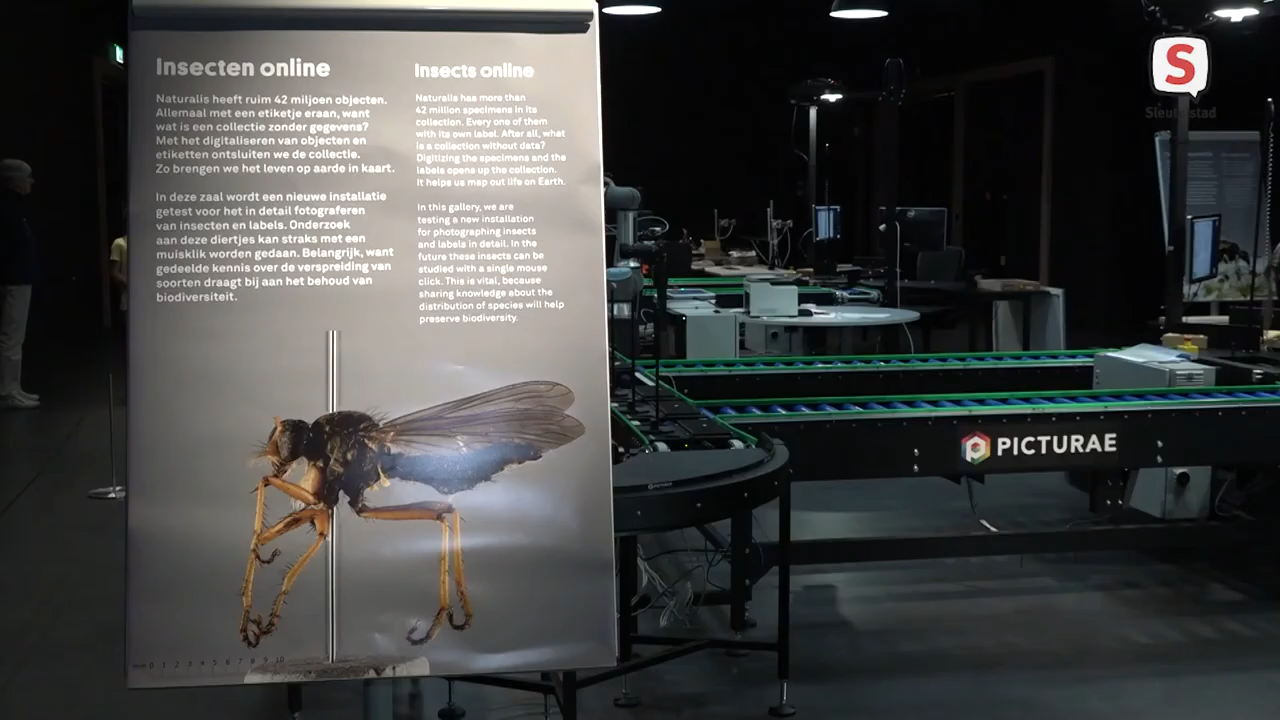 Insecten online
Naturalis heeft ruim 42 miljoen objecten.
Allemaal met een etiketje eraan, want
wat is een collectie zonder gegevens?
Met het digitaliseren van objecten en
etiketten ontsluiten we de collectie.
Zo brengen we het leven op aarde in kaart.
In deze zaal wordt een nieuwe installatie
getest voor het in detail fotograferen
van insecten en labels. Onderzoek
aan deze diertjes kan straks met een
muisklik worden gedaan. Belangrijk, want
gedeelde kennis over de verspreiding van
soorten draagt bij aan het behoud van
biodiversiteit.
Insects online
Naturalis has more than
42 million specimens in its
collection. Every one of them
with its own label. After all, what
is a collection without data?
Digitizing the specimens and the
labels opens up the collection.
It helps us map out life on Earth.
In this gallery, we are
testing a new installation
for photographing insects
and labels in detail. In the
future these insects can be
studied with a single mouse
click. This is vital, because
sharing knowledge about the
distribution of species will help
preserve biodiversity.
0 1 2 3 4 5 6 7 8 9 10
S
Sleutelstad
PICTURAE